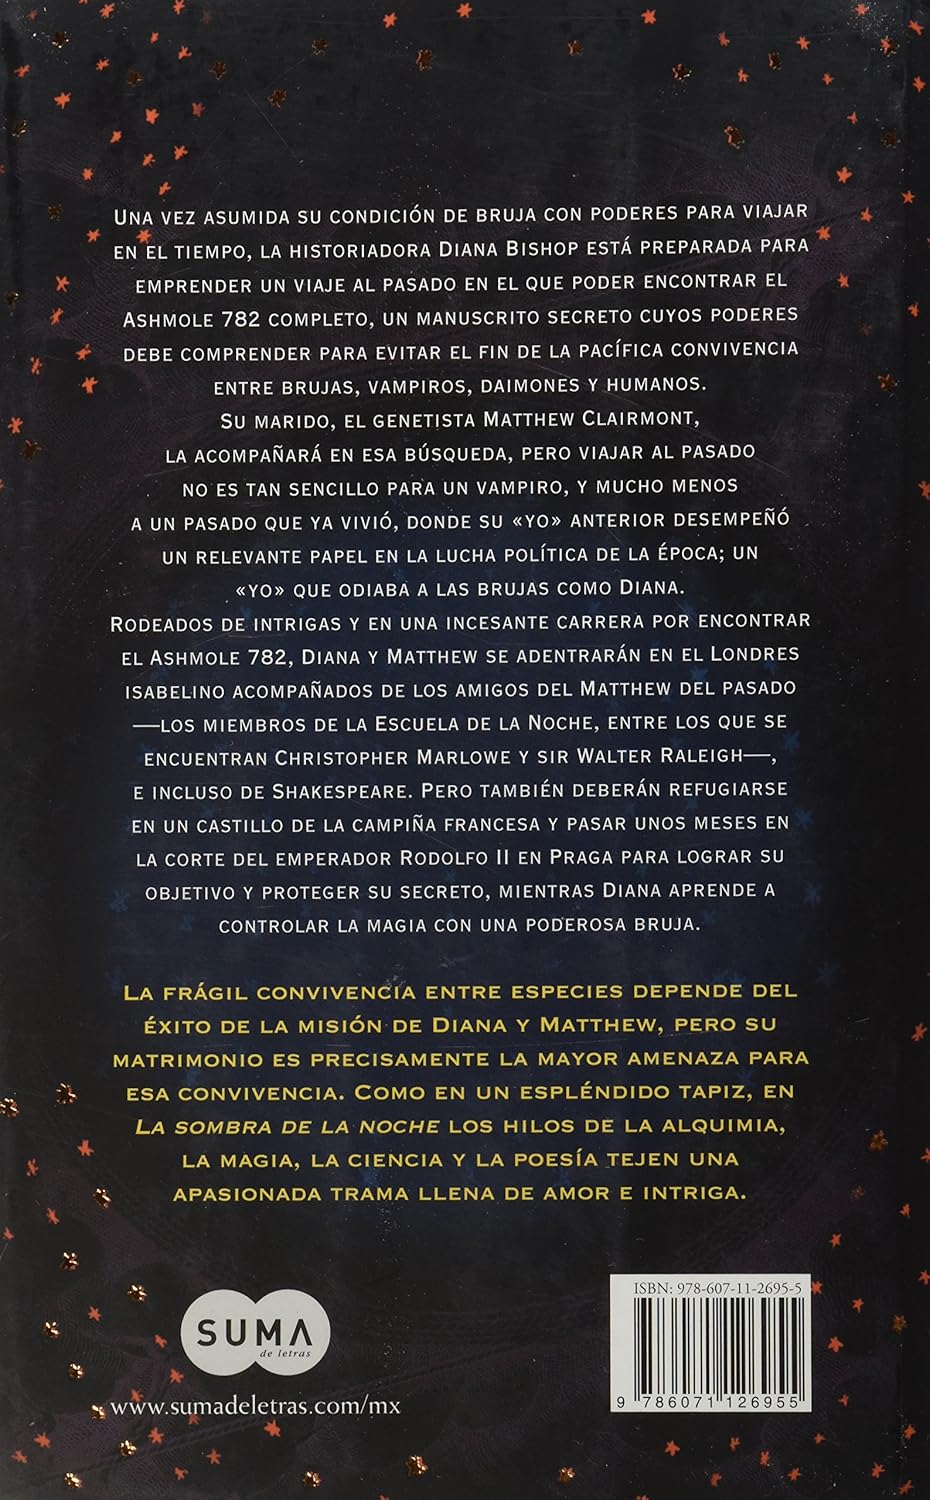 UNA VEZ ASUMIDA SU CONDICIÓN DE BRUJA CON PODERES PARA VIAJAR
EN EL TIEMPO, LA HISTORIADORA DIANA BISHOP ESTÁ PREPARADA PARA
EMPRENDER UN VIAJE AL PASADO EN EL QUE PODER ENCONTRAR EL
ASHMOLE 782 COMPLETO, UN MANUSCRITO SECRETO CUYOS PODERES
DEBE COMPRENDER PARA EVITAR EL FIN DE LA PACÍFICA CONVIVENCIA
ENTRE BRUJAS, VAMPIROS, DAIMONES Y HUMANOS.
SU MARIDO, EL GENETISTA MATTHEW CLAIRMONT,
LA ACOMPAÑARÁ EN ESA BÚSQUEDA, PERO VIAJAR AL PASADO
NO ES TAN SENCILLO PARA UN VAMPIRO, Y MUCHO MENOS
A UN PASADO QUE YA VIVIÓ, DONDE SU «YO» ANTERIOR DESEMPEÑÓ
UN RELEVANTE PAPEL EN LA LUCHA POLÍTICA DE LA ÉPOCA; UN
«YO» QUE ODIABA A LAS BRUJAS COMO DIANA.
RODEADOS DE INTRIGAS Y EN UNA INCESANTE CARRERA POR ENCONTRAR
EL ASHMOLE 782, DIANA Y MATTHEW SE ADENTRARÁN EN EL LONDRES
ISABELINO ACOMPAÑADOS DE LOS AMIGOS DEL MATTHEW DEL PASADO
—LOS MIEMBROS DE LA ESCUELA DE LA NOCHE, ENTRE LOS QUE SE
ENCUENTRAN CHRISTOPHER MARLOWE Y SIR WALTER RALEIGH—,
E INCLUSO DE SHAKESPEARE. PERO TAMBIÉN DEBERÁN REFUGIARSE
EN UN CASTILLO DE LA CAMPIÑA FRANCESA Y PASAR UNOS MESES EN
LA CORTE DEL EMPERADOR RODOLFO II EN PRAGA PARA LOGRAR SU
OBJETIVO Y PROTEGER SU SECRETO, MIENTRAS DIANA APRENDE A
CONTROLAR LA MAGIA CON UNA PODEROSA BRUJA.
LA FRÁGIL CONVIVENCIA ENTRE ESPECIES DEPENDE DEL
ÉXITO DE LA MISIÓN DE DIANA Y MATTHEW, PERO SU
MATRIMONIO ES PRECISAMENTE LA MAYOR AMENAZA PARA
ESA CONVIVENCIA. COMO EN UN ESPLÉNDIDO TAPIZ, EN
LA SOMBRA DE LA NOCHE LOS HILOS DE LA ALQUIMIA,
LA MAGIA, LA CIENCIA Y LA POESÍA TEJEN UNA
APASIONADA TRAMA LLENA DE AMOR E INTRIGA.
SUMA
de letras
www.sumadeletras.com/mx
ISBN: 978-607-11-2695-5
9 786071 126955